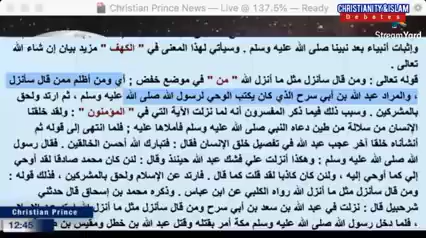 Christian Prince News — Live @ 137.5% — Ready
CHRISTIANITY&ISLAM
Debates
StreamYard
وإثبات أنبياء بعد نبينا صلى الله عليه وسلم . وسيأتي لهذا المعنى في " الكهف " مزيد بيان إن شاء الله
تعالى .
قوله تعالى : ومن قال سأنزل مثل ما أنزل الله " من " في موضع خفض ; أي ومن أظلم ممن قال سأنزل
، والمراد عبد الله بن أبي سرح الذي كان يكتب الوحي لرسول الله صلى الله عليه وسلم ، ثم ارتد ولحق
بالمشركين . وسبب ذلك فيما ذكر المفسرون أنه لما نزلت الآية التي في " المؤمنون " : ولقد خلقنا
الإنسان من سلالة من طين دعاه النبي صلى الله عليه وسلم فأملاها عليه ; فلما انتهى إلى قوله ثم
أنشأناه خلقا آخر عجب عبد الله في تفصيل خلق الإنسان فقال : فتبارك الله أحسن الخالقين . فقال رسول
الله : وهكذا أنزلت علي فشك عبد الله حينئذ وقال : لئن كان محمد صادقا لقد أوحي
إلي كما أوحي إليه ، ولئن كان كاذبا لقد قلت كما قال . فارتد عن الإسلام ولحق بالمشركين ، فذلك قوله :
ومن قال سأنزل مثل ما أنزل الله رواه الكلبي عن ابن عباس . وذكره محمد بن إسحاق قال حدثني
شرحبيل قال : نزلت في عبد الله بن سعد بن أبي سرح ومن قال سأنزل مثل ما أنزل الله
، فلما دخل رسول الله صلى الله عليه وسلم مكة أمر بقتله وقتل عبد الله بن خطل ومقيس بن
Christian Prince
12:45